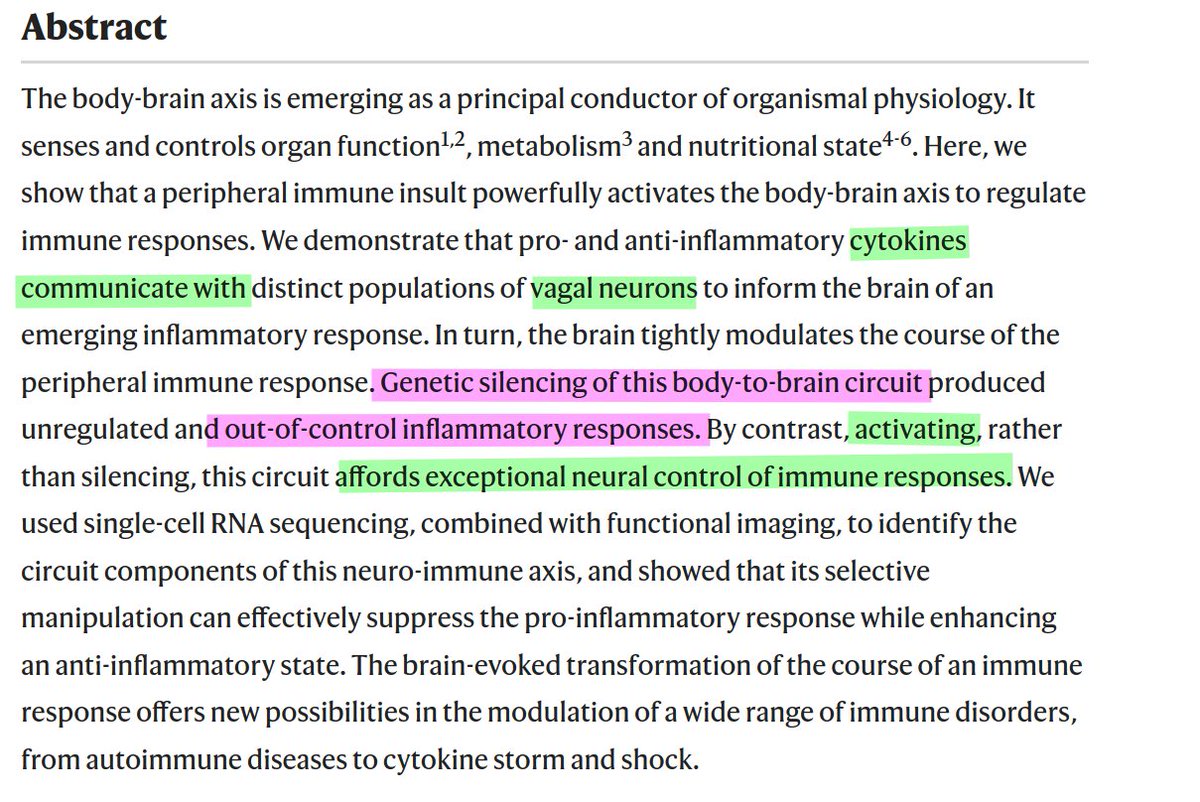 Abstract
The body-brain axis is emerging as a principal conductor of organismal physiology. It
senses and controls organ function1,2, metabolism3 and nutritional state4-6. Here, we
show that a peripheral immune insult powerfully activates the body-brain axis to regulate
immune responses. We demonstrate that pro- and anti-inflammatory cytokines
communicate with distinct populations of vagal neurons to inform the brain of an
emerging inflammatory response. In turn, the brain tightly modulates the course of the
peripheral immune response. Genetic silencing of this body-to-brain circuit produced
unregulated and out-of-control inflammatory responses. By contrast, activating, rather
than silencing, this circuit affords exceptional neural control of immune responses. We
used single-cell RNA sequencing, combined with functional imaging, to identify the
circuit components of this neuro-immune axis, and showed that its selective
manipulation can effectively suppress the pro-inflammatory response while enhancing
an anti-inflammatory state. The brain-evoked transformation of the course of an immune
response offers new possibilities in the modulation of a wide range of immune disorders,
from autoimmune diseases to cytokine storm and shock.